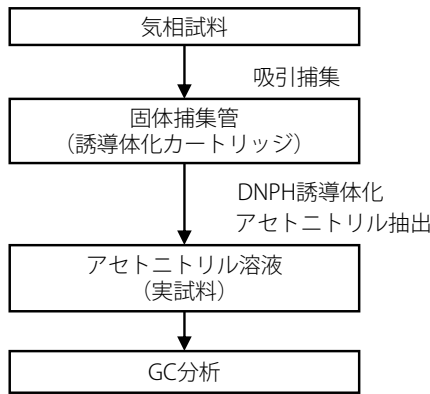 気相試料
吸引捕集
固体捕集管
（誘導体化カートリッジ）
DNPH誘導体化
アセトニトリル抽出
アセトニトリル溶液
（実試料）
GC分析